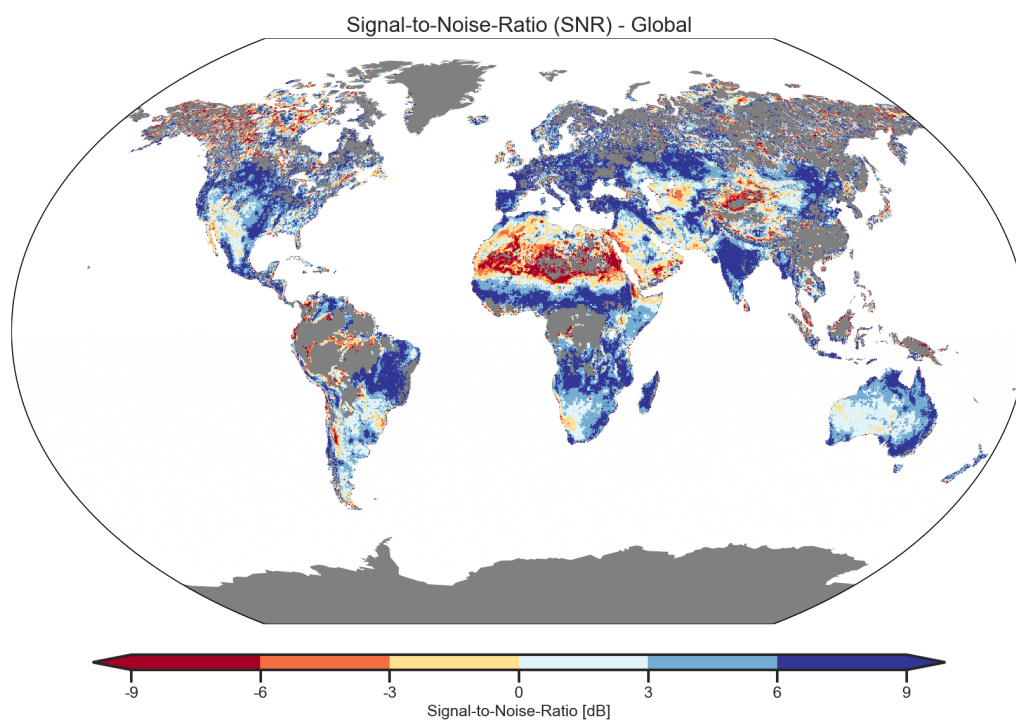 Signal-to-Noise-Ratio (SNR) - Global
-9 -6 -3 0 3 6 9
Signal-to-Noise-Ratio [dB]